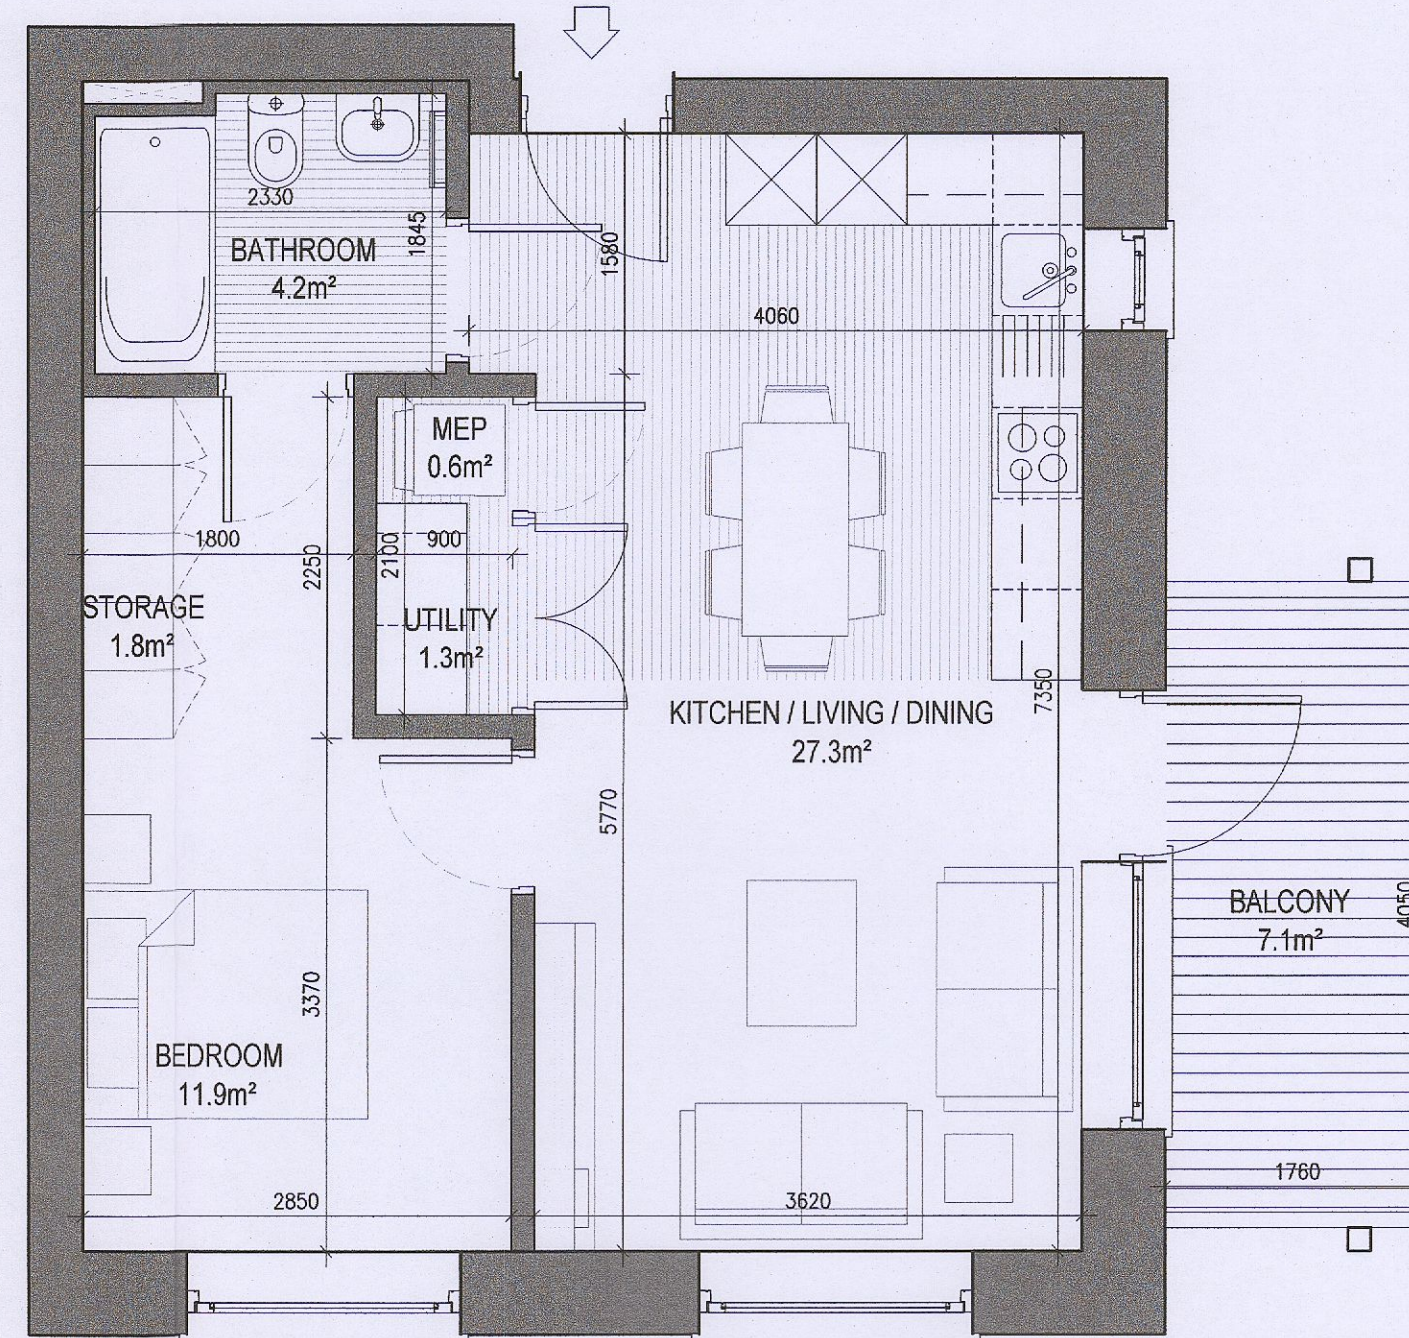 2330
BATHROOM
4.2m²
1845
1580
4060
MEP
0.6m²
1800
2250
2100
900
STORAGE
1.8m²
UTILITY
1.3m²
KITCHEN / LIVING / DINING
27.3m²
7350
5770
BALCONY
7.1m²
4050
3370
BEDROOM
11.9m²
2850
3620
1760